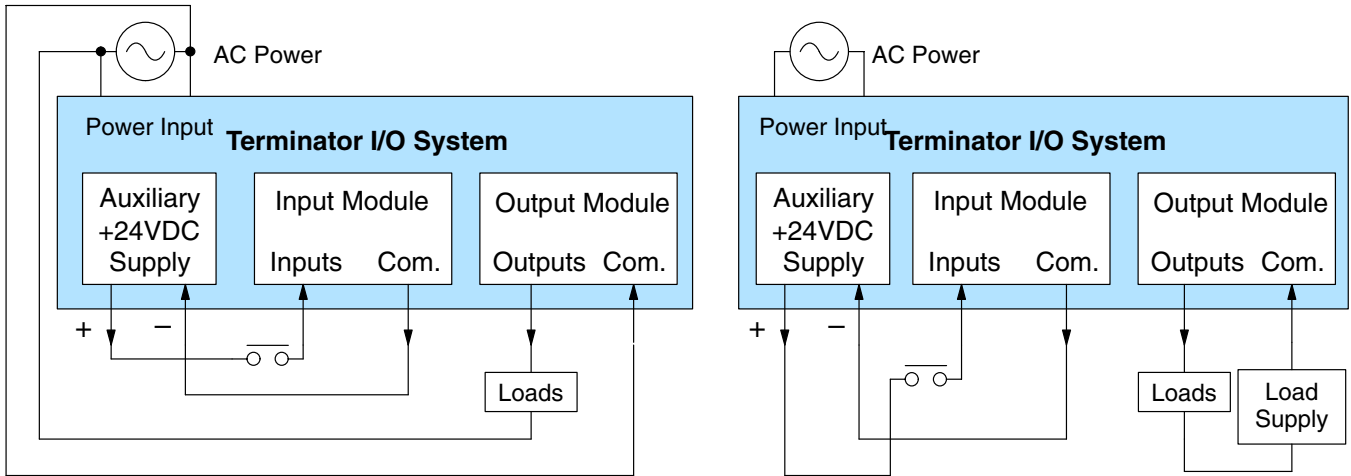 AC Power
Power Input
Terminator I/O System
Auxiliary
+24VDC
Supply
Input Module
Inputs Com.
Output Module
Outputs Com.
+ −
Loads
AC Power
Power Input
Terminator I/O System
Auxiliary
+24VDC
Supply
Input Module
Inputs Com.
Output Module
Outputs Com.
+ −
Loads
Load
Supply